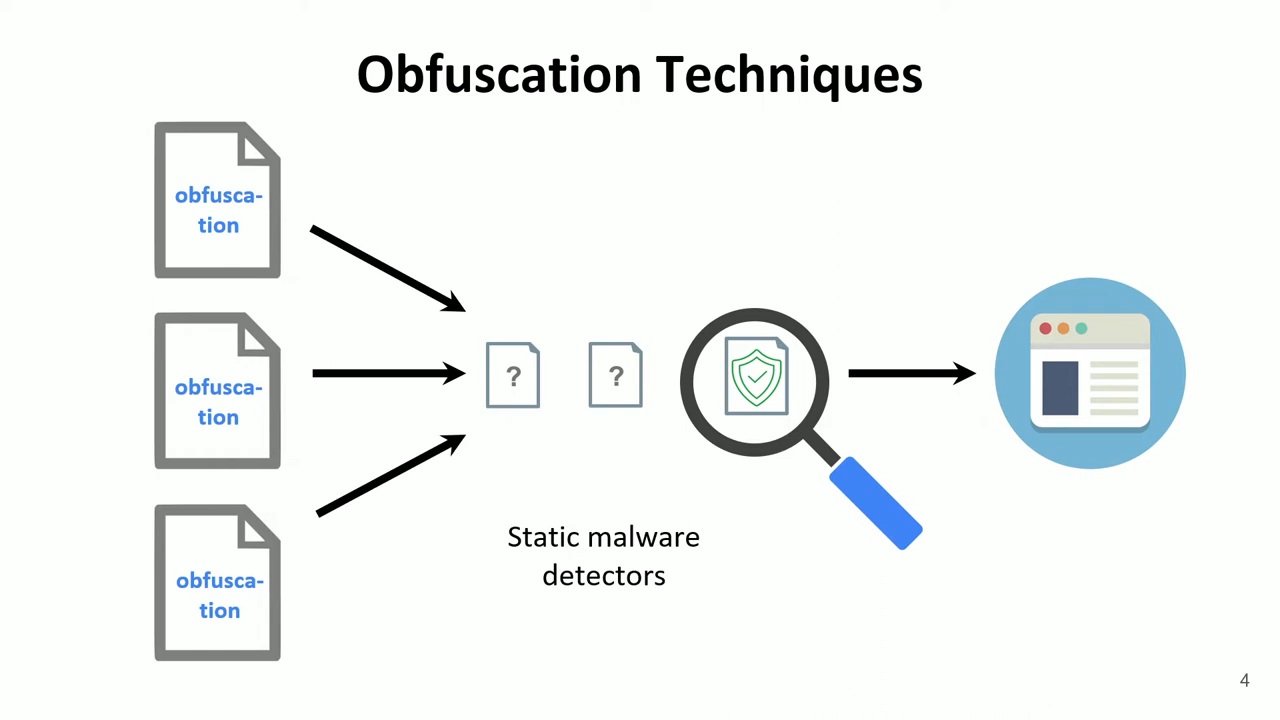 Obfuscation Techniques
obfusca-
tion
obfusca-
tion
obfusca-
tion
?
?
Static malware
detectors
4